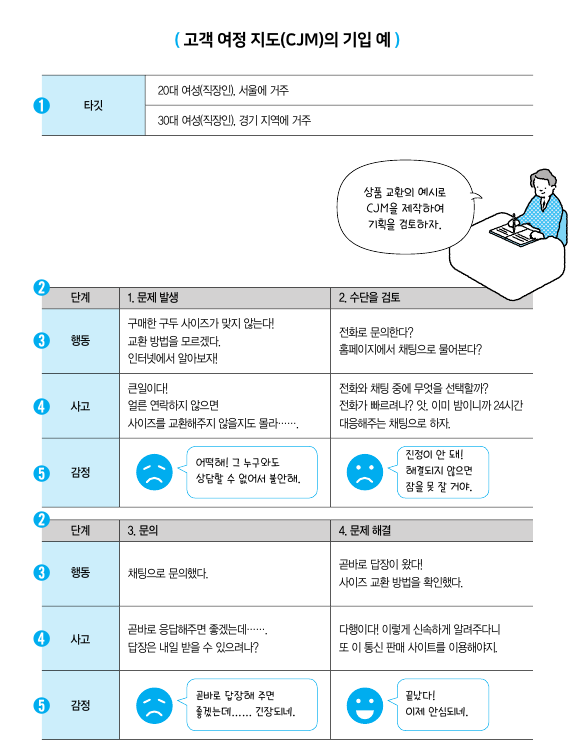 ( 고객 여정 지도(CJM)의 기입 예 )
1
타깃
20대 여성(직장인). 서울에 거주
30대 여성(직장인). 경기 지역에 거주
상품 교환의 예시로
CJM을 제작하여
기획을 검토하자.
2
단계
1. 문제 발생
2. 수단을 검토
3
행동
구매한 구두 사이즈가 맞지 않는다!
교환 방법을 모르겠다.
인터넷에서 알아보자!
전화로 문의한다?
홈페이지에서 채팅으로 물어본다?
4
사고
큰일이다!
얼른 연락하지 않으면
사이즈를 교환해주지 않을지도 몰라…….
전화와 채팅 중에 무엇을 선택할까?
전화가 빠르려나? 앗, 이미 밤이니까 24시간
대응해주는 채팅으로 하자.
5
감정
어떡해! 그 누구와도
상담할 수 없어서 불안해.
진정이 안 돼!
해결되지 않으면
잠을 못 잘 거야.
2
단계
3. 문의
4. 문제 해결
3
행동
채팅으로 문의했다.
곧바로 답장이 왔다!
사이즈 교환 방법을 확인했다.
4
사고
곧바로 응답해주면 좋겠는데…….
답장은 내일 받을 수 있으려나?
다행이다! 이렇게 신속하게 알려주다니
또 이 통신 판매 사이트를 이용해야지.
5
감정
곧바로 답장해 주면
좋겠는데…… 긴장되네.
끝났다!
이제 안심되네.